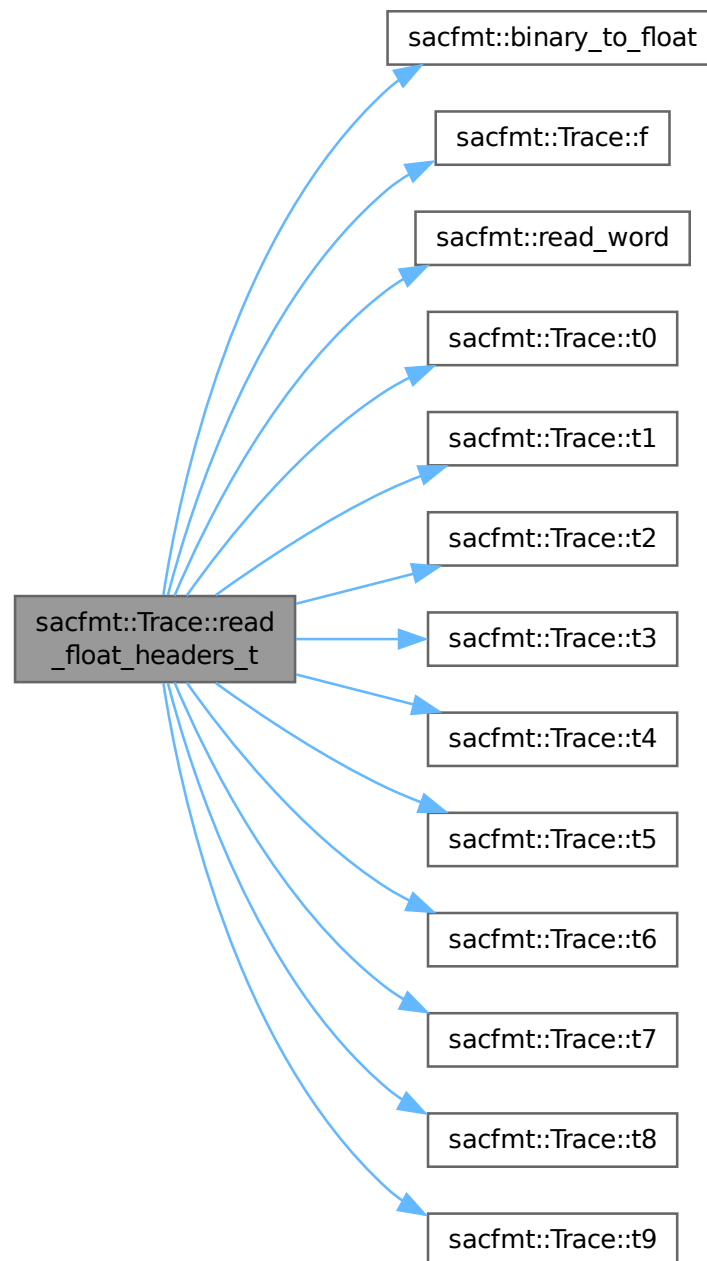 sacfmt::binary_to_float
sacfmt::Trace::f
sacfmt::read_word
sacfmt::Trace::t0
sacfmt::Trace::t1
sacfmt::Trace::t2
sacfmt::Trace::read
_float_headers_t
sacfmt::Trace::t3
sacfmt::Trace::t4
sacfmt::Trace::t5
sacfmt::Trace::t6
sacfmt::Trace::t7
sacfmt::Trace::t8
sacfmt::Trace::t9